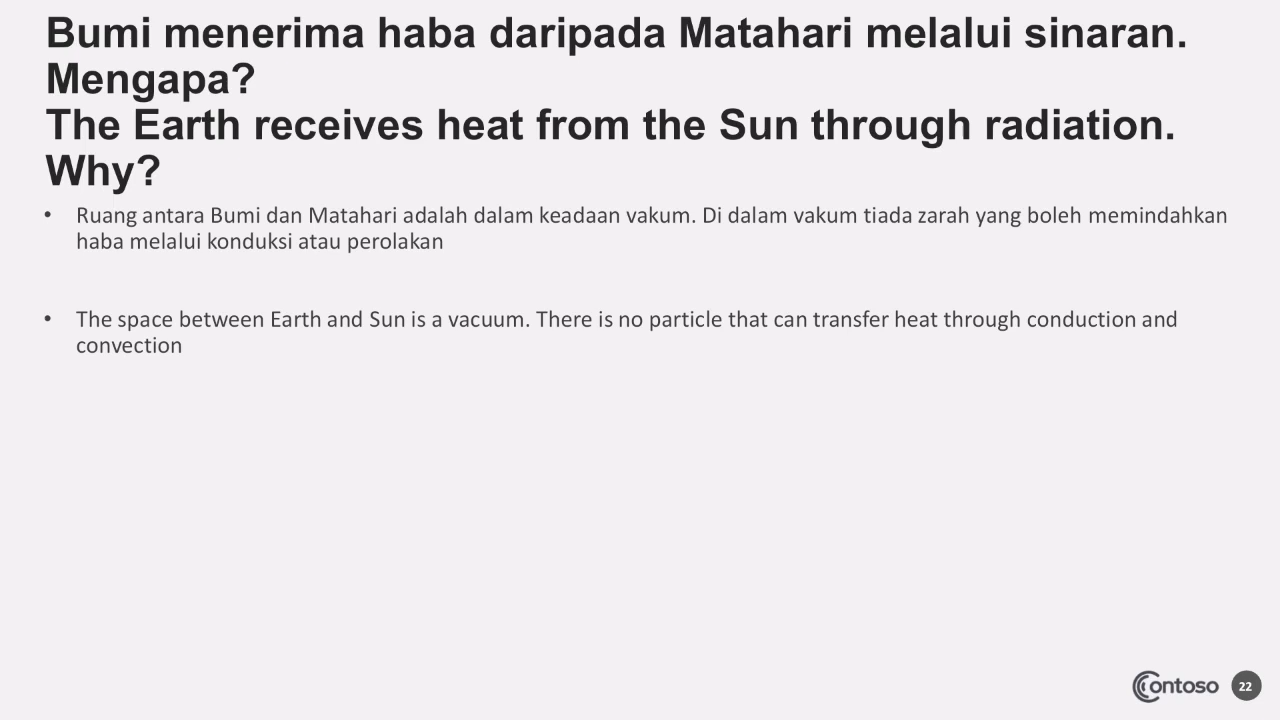 Bumi menerima haba daripada Matahari melalui sinaran.
Mengapa?
The Earth receives heat from the Sun through radiation.
Why?
• Ruang antara Bumi dan Matahari adalah dalam keadaan vakum. Di dalam vakum tiada zarah yang boleh memindahkan
haba melalui konduksi atau perolakan
• The space between Earth and Sun is a vacuum. There is no particle that can transfer heat through conduction and
convection
Contoso 22